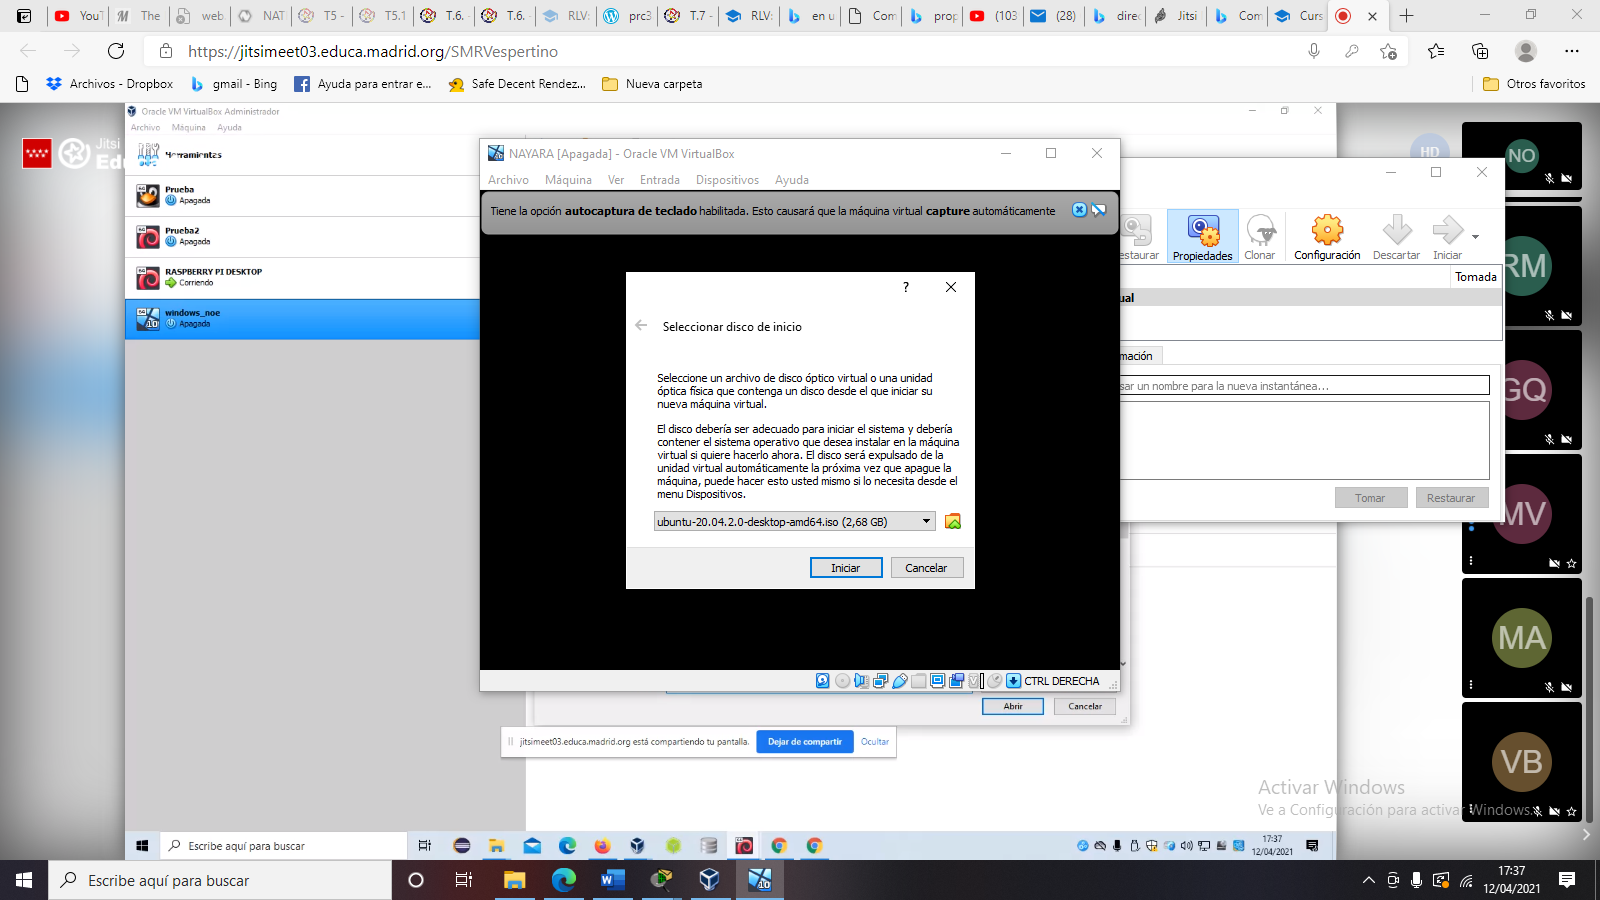 YouT
The
web
NAT
T5 -
T5.1
T.6.
T.6.
RLV:
prc3
T.7 -
RLV:
en u
Com
prop
(103
(28)
direc
Jitsi
Com
Curs
https://jitsimeet03.educa.madrid.org/SMRVespertino
Archivos - Dropbox
gmail - Bing
Ayuda para entrar e...
Safe Decent Rendez...
Nueva carpeta
Otros favoritos
Jitsi
Edu
Oracle VM VirtualBox Administrador
Archivo Máquina Ayuda
Herramientas
Prueba
Apagada
Prueba2
Apagada
RASPBERRY PI DESKTOP
Corriendo
windows_noe
Apagada
NAYARA [Apagada] - Oracle VM VirtualBox
Archivo Máquina Ver Entrada Dispositivos Ayuda
Tiene la opción autocaptura de teclado habilitada. Esto causará que la máquina virtual capture automáticamente
Seleccionar disco de inicio
Seleccione un archivo de disco óptico virtual o una unidad
óptica física que contenga un disco desde el que iniciar su
nueva máquina virtual.
El disco debería ser adecuado para iniciar el sistema y debería
contener el sistema operativo que desea instalar en la máquina
virtual si quiere hacerlo ahora. El disco será expulsado de la
unidad virtual automáticamente la próxima vez que apague la
máquina, puede hacer esto usted mismo si lo necesita desde el
menu Dispositivos.
ubuntu-20.04.2.0-desktop-amd64.iso (2,68 GB)
Iniciar Cancelar
CTRL DERECHA
Abrir Cancelar
estaurar Propiedades Clonar Configuración Descartar Iniciar
Tomada
ual
mación
sar un nombre para la nueva instantánea...
Tomar Restaurar
HD
NO
RM
GQ
MV
MA
VB
jitsimeet03.educa.madrid.org está compartiendo tu pantalla.
Dejar de compartir
Ocultar
Activar Windows
Ve a Configuración para activar Windows.
Escribe aquí para buscar
17:37
12/04/2021
Escribe aquí para buscar
17:37
12/04/2021